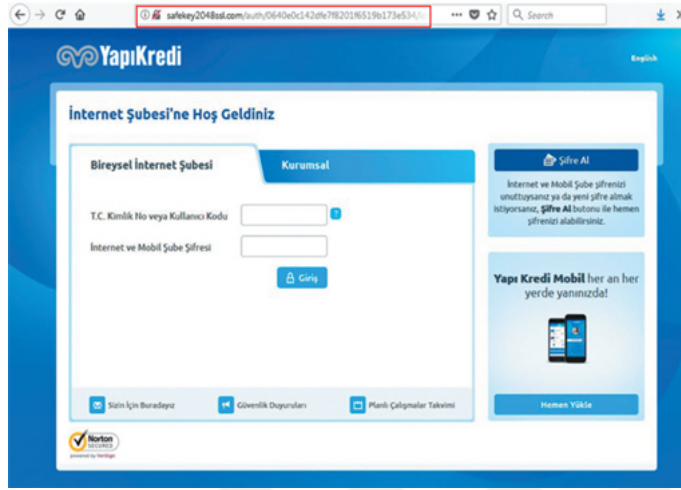 safekey2048ssl.com/auth/0640e0c142dfe7f8201f6519b173e534/
Search
YapıKredi
English
İnternet Şubesi'ne Hoş Geldiniz
Bireysel İnternet Şubesi
Kurumsal
T.C. Kimlik No veya Kullanıcı Kodu
?
İnternet ve Mobil Şube Şifresi
Giriş
Şifre Al
İnternet ve Mobil Şube şifrenizi
unuttuysanız ya da yeni şifre almak
istiyorsanız, Şifre Al butonu ile hemen
şifrenizi alabilirsiniz.
Yapı Kredi Mobil her an her
yerde yanınızda!
Hemen Yükle
Sizin İçin Buradayız
Güvenlik Duyuruları
Planlı Çalışmalar Takvimi
Norton
SECURED
powered by VeriSign